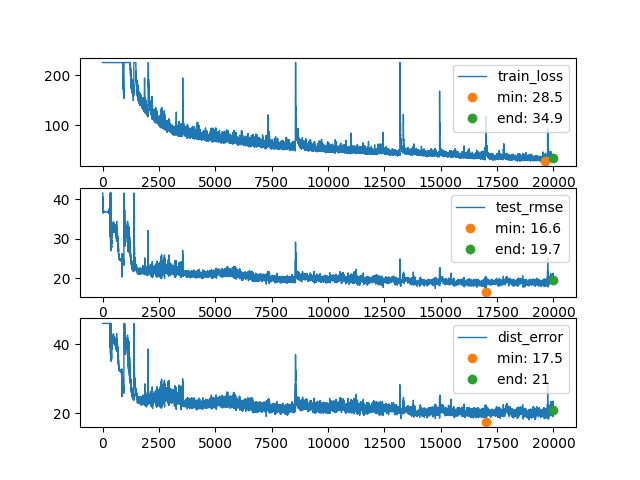 200
100
train_loss
min: 28.5
end: 34.9
0 2500 5000 7500 10000 12500 15000 17500 20000
40
30
20
test_rmse
min: 16.6
end: 19.7
0 2500 5000 7500 10000 12500 15000 17500 20000
40
20
dist_error
min: 17.5
end: 21
0 2500 5000 7500 10000 12500 15000 17500 20000